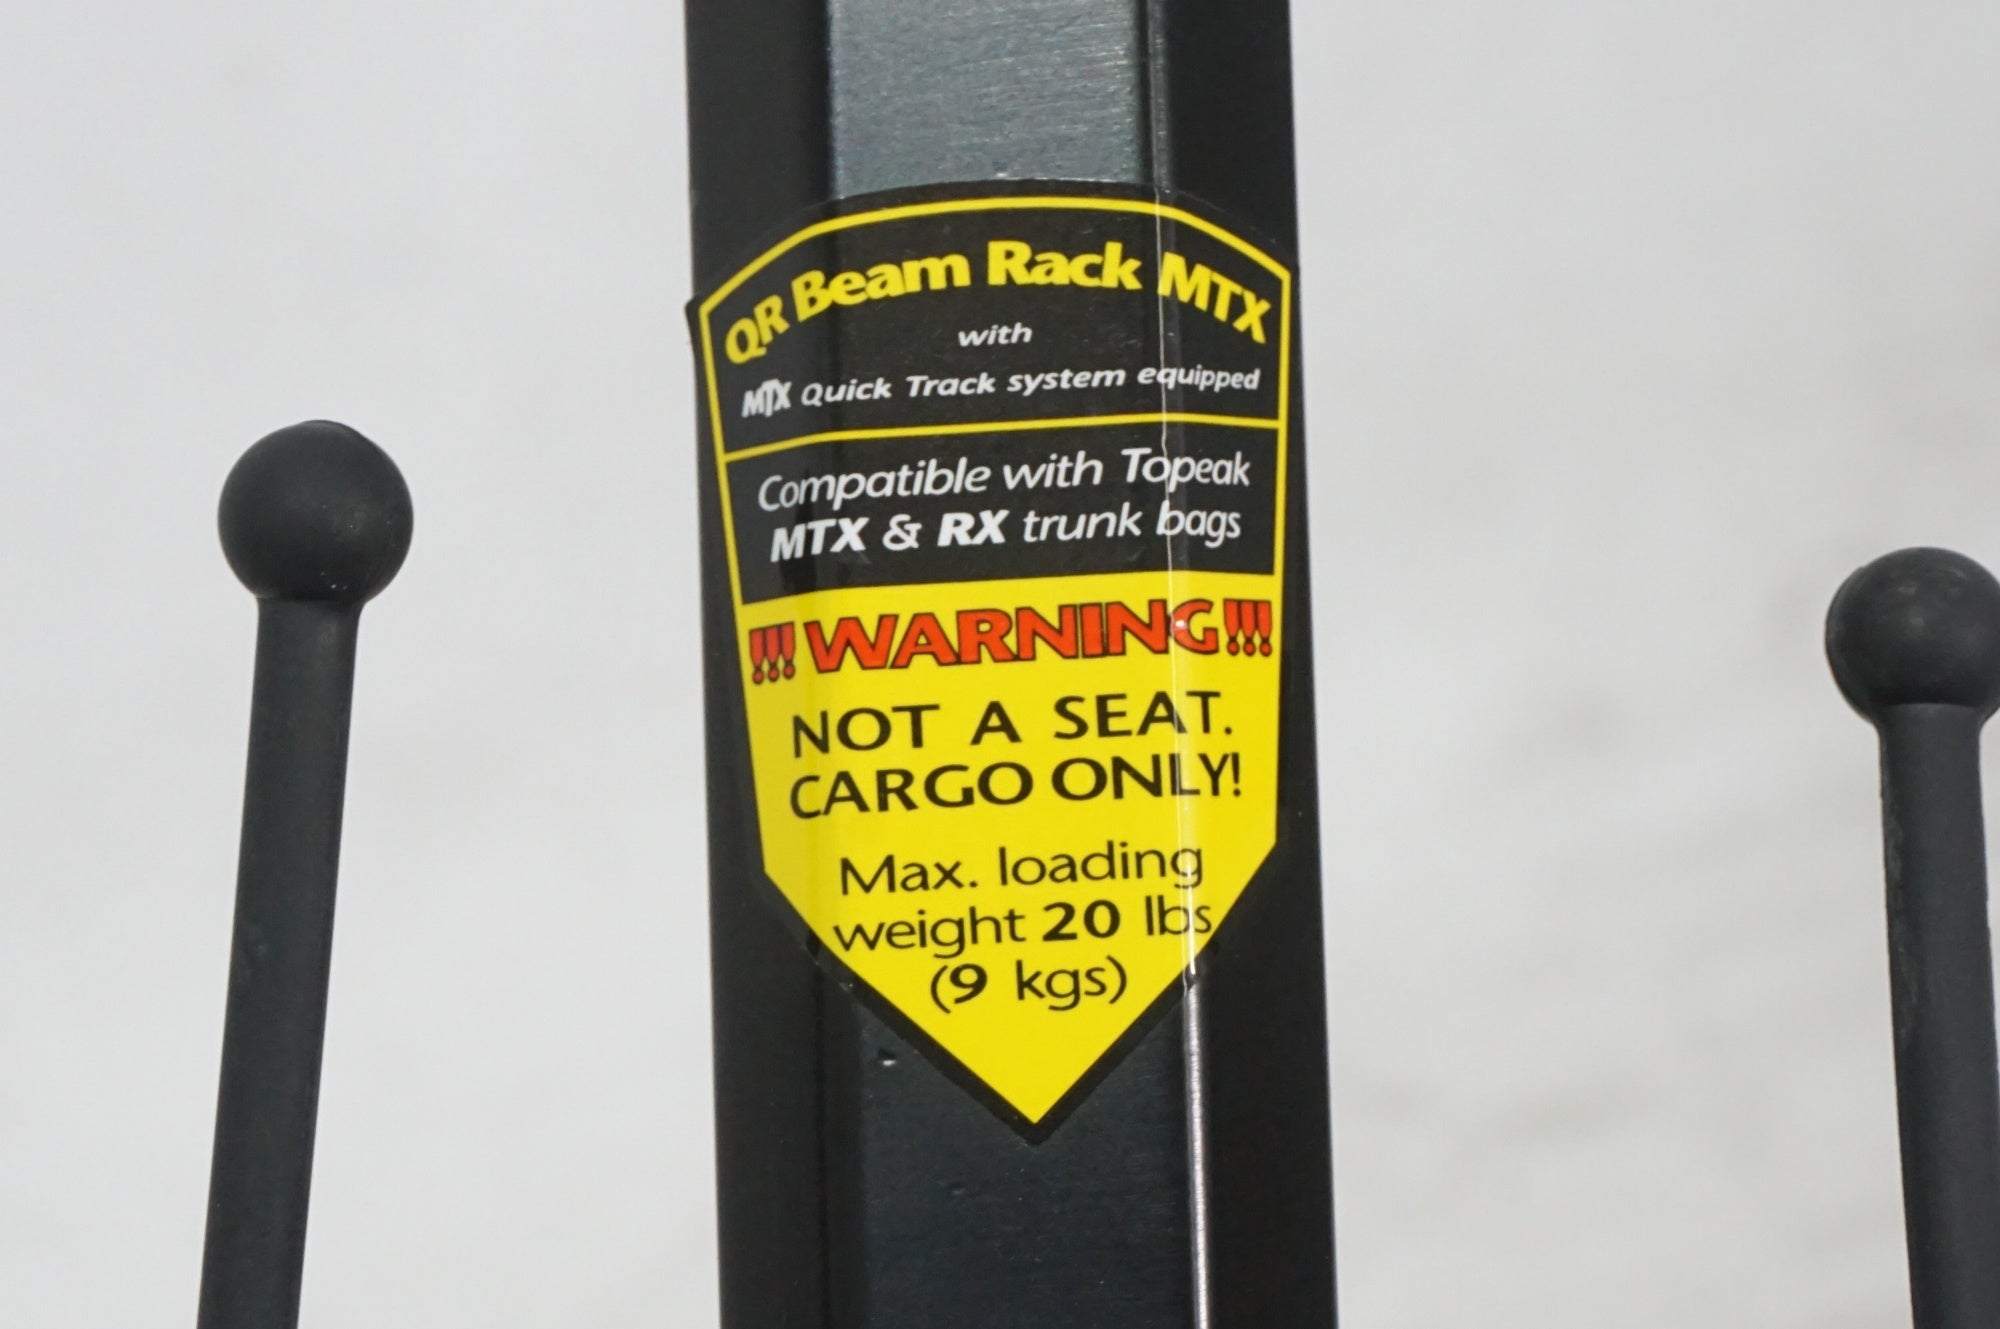 QR Beam Rack MTX
with
MTX Quick Track system equipped
Compatible with Topeak
MTX & RX trunk bags
!!! WARNING !!!
NOT A SEAT.
CARGO ONLY!
Max. loading
weight 20 lbs
(9 kgs)